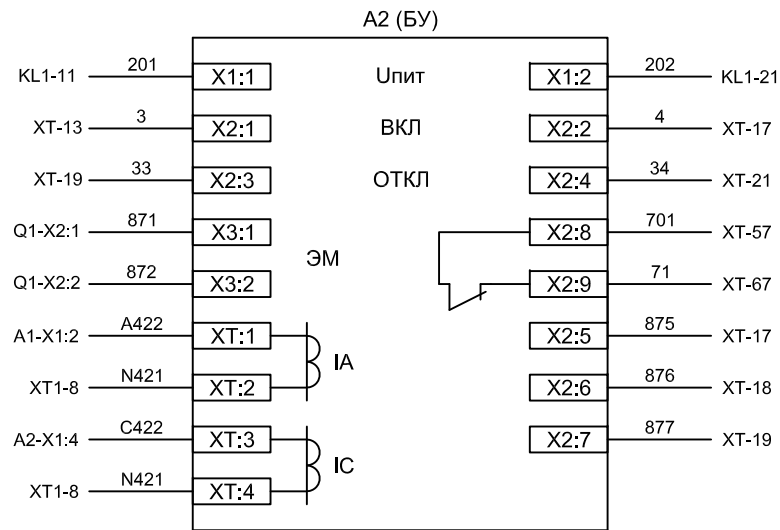 А2 (БУ)
KL1-11 201 X1:1 Uпит X1:2 202 KL1-21
XT-13 3 X2:1 ВКЛ X2:2 4 XT-17
XT-19 33 X2:3 ОТКЛ X2:4 34 XT-21
Q1-X2:1 871 X3:1 X2:8 701 XT-57
ЭМ
Q1-X2:2 872 X3:2 X2:9 71 XT-67
A1-X1:2 A422 XT:1 X2:5 875 XT-17
IA
XT1-8 N421 XT:2 X2:6 876 XT-18
A2-X1:4 C422 XT:3 X2:7 877 XT-19
IC
XT1-8 N421 XT:4